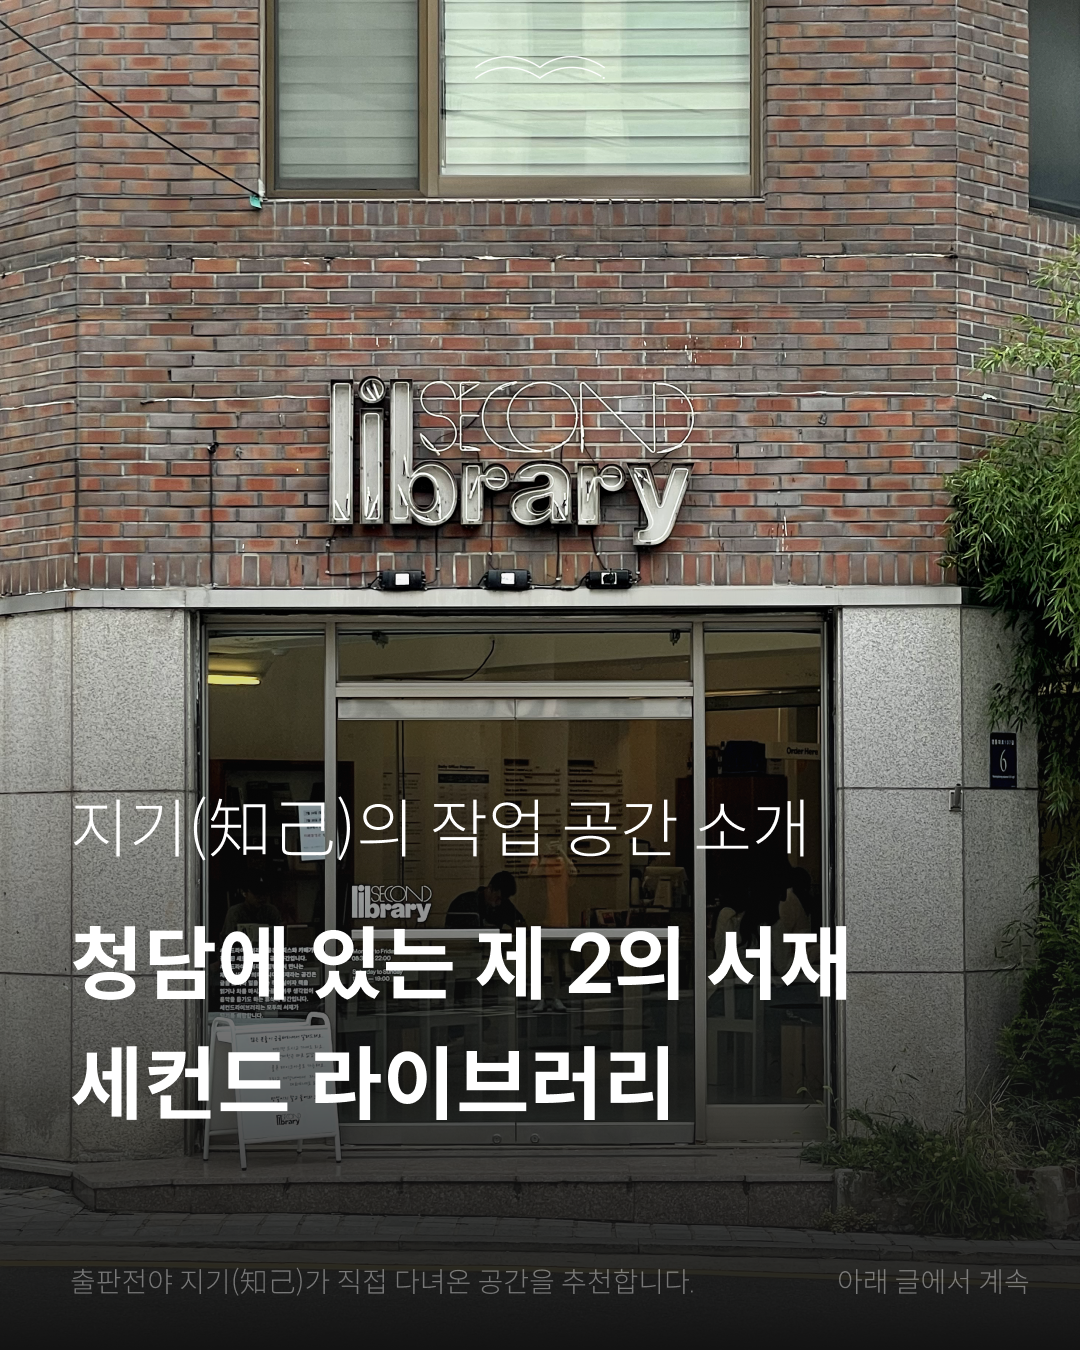 lil SECOND
library
Order Here
6
지기(知己)의 작업 공간 소개
lil SECOND
library
청담에 있는 제 2의 서재
세컨드 라이브러리
library
출판전야 지기(知己)가 직접 다녀온 공간을 추천합니다.
아래 글에서 계속